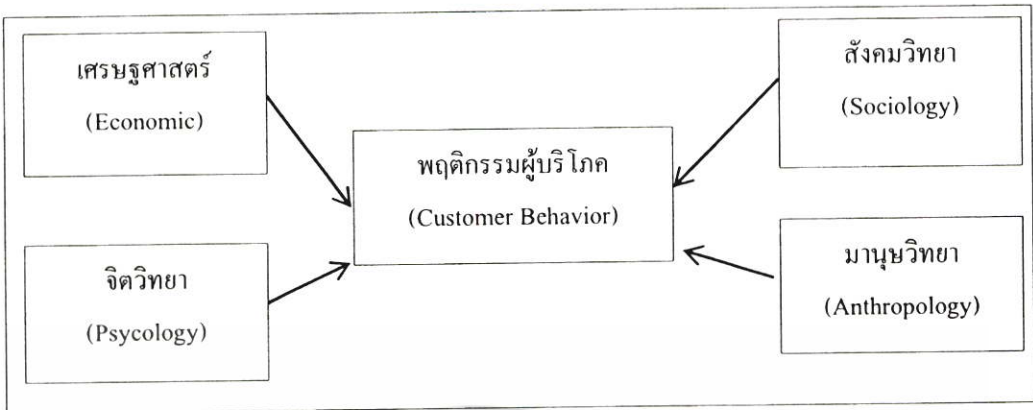 เศรษฐศาสตร์
(Economic)
สังคมวิทยา
(Sociology)
พฤติกรรมผู้บริโภค
(Customer Behavior)
จิตวิทยา
(Psycology)
มานุษวิทยา
(Anthropology)